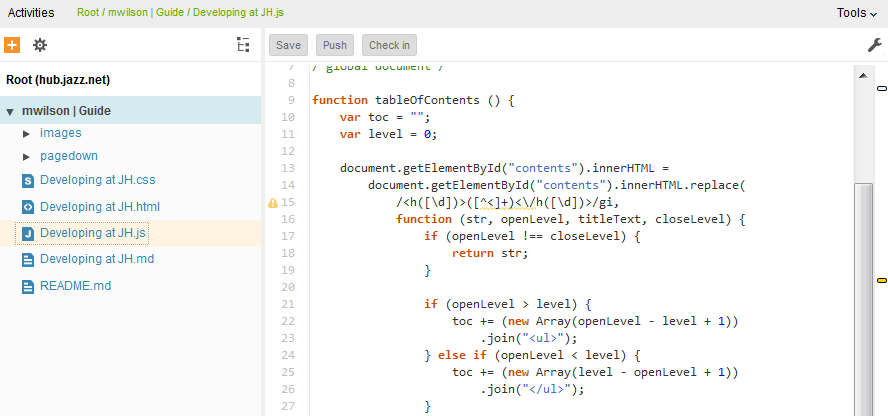 Activities Root / mwilson | Guide / Developing at JH.js Tools
Save Push Check in
Root (hub.jazz.net)
mwilson | Guide
images
pagedown
Developing at JH.css
Developing at JH.html
Developing at JH.js
Developing at JH.md
README.md
7 /*global document*/
8
9 function tableOfContents () {
10 var toc = "";
11 var level = 0;
12
13 document.getElementById("contents").innerHTML =
14 document.getElementById("contents").innerHTML.replace(
15 /<h([\d])>([^<]+)<\/h([\d])>/gi,
16 function (str, openLevel, titleText, closeLevel) {
17 if (openLevel !== closeLevel) {
18 return str;
19 }
20
21 if (openLevel > level) {
22 toc += (new Array(openLevel - level + 1))
23 .join("<ul>");
24 } else if (openLevel < level) {
25 toc += (new Array(level - openLevel + 1))
26 .join("</ul>");
27 }